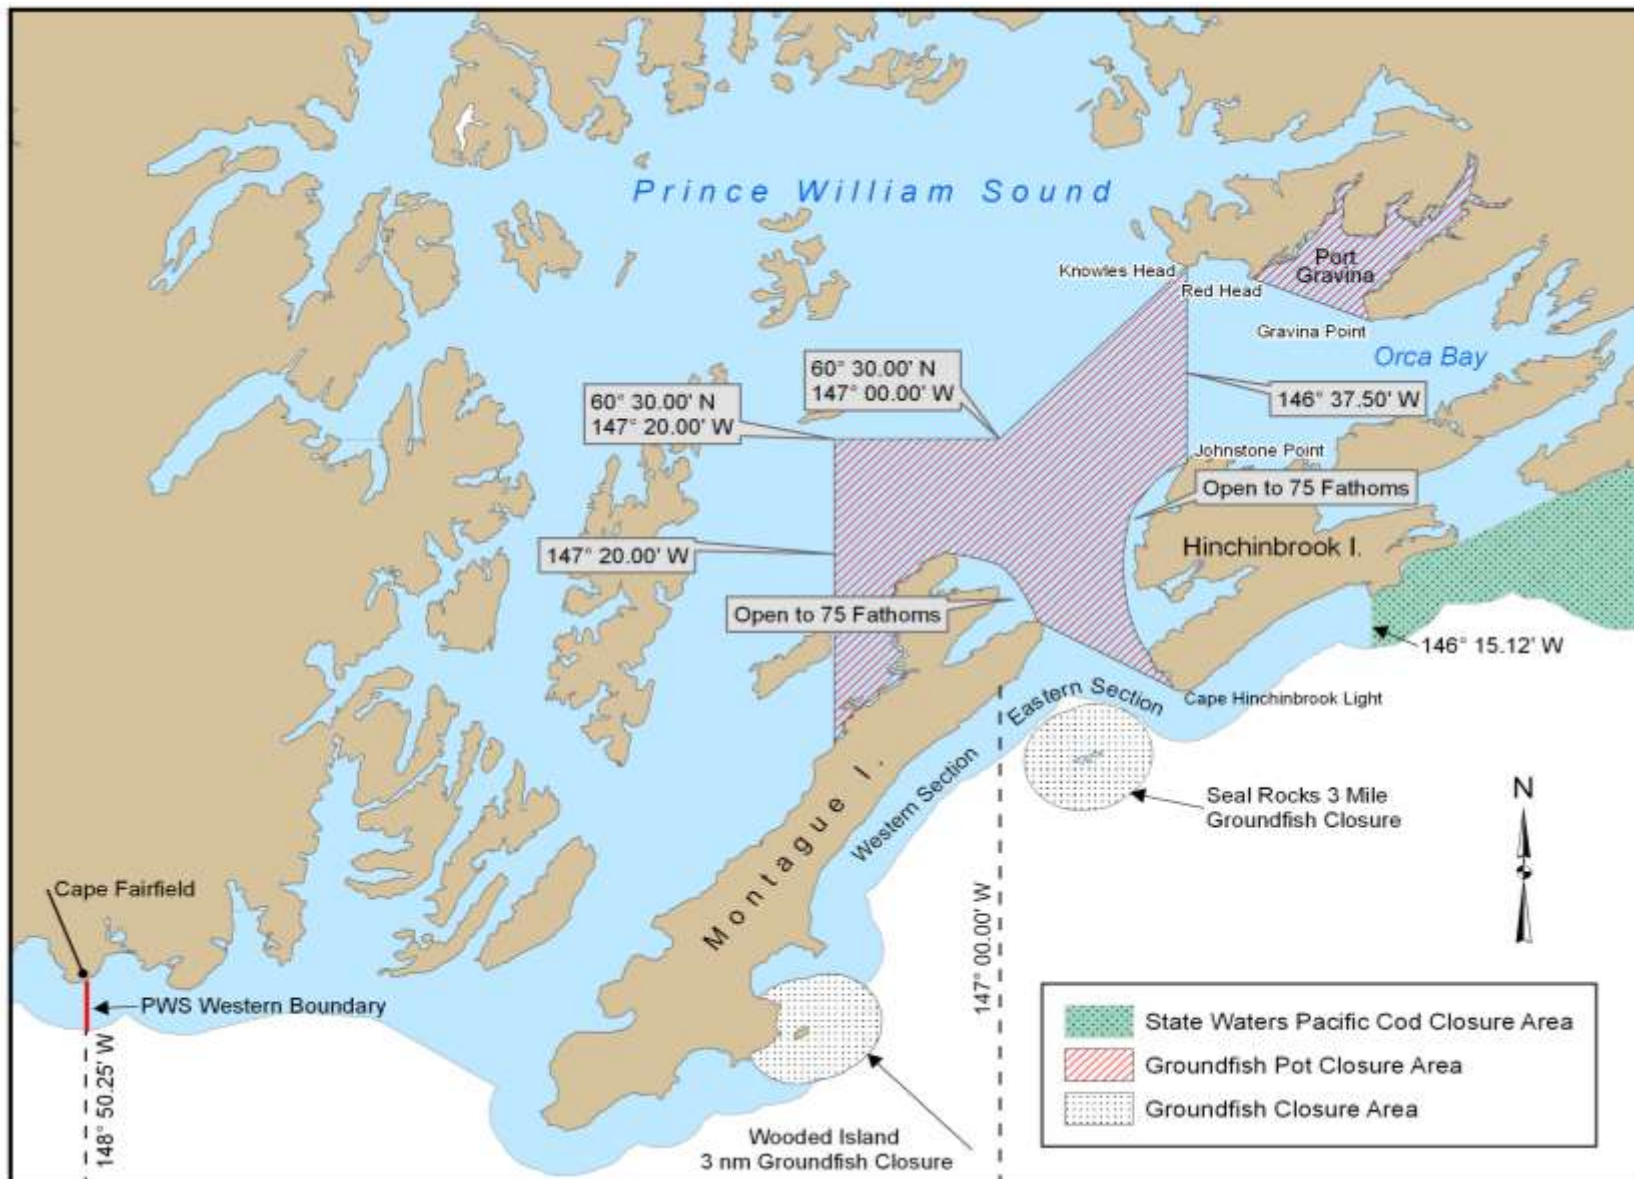 Prince William Sound
Knowles Head
Red Head
Port
Gravina
Gravina Point
Orca Bay
60° 30.00' N
147° 00.00' W
60° 30.00' N
147° 20.00' W
146° 37.50' W
Johnstone Point
Open to 75 Fathoms
Hinchinbrook I.
147° 20.00' W
Open to 75 Fathoms
146° 15.12' W
Cape Hinchinbrook Light
Eastern Section
Western Section
Seal Rocks 3 Mile
Groundfish Closure
N
Montague I.
Cape Fairfield
PWS Western Boundary
148° 50.25' W
147° 00.00' W
Wooded Island
3 nm Groundfish Closure
State Waters Pacific Cod Closure Area
Groundfish Pot Closure Area
Groundfish Closure Area